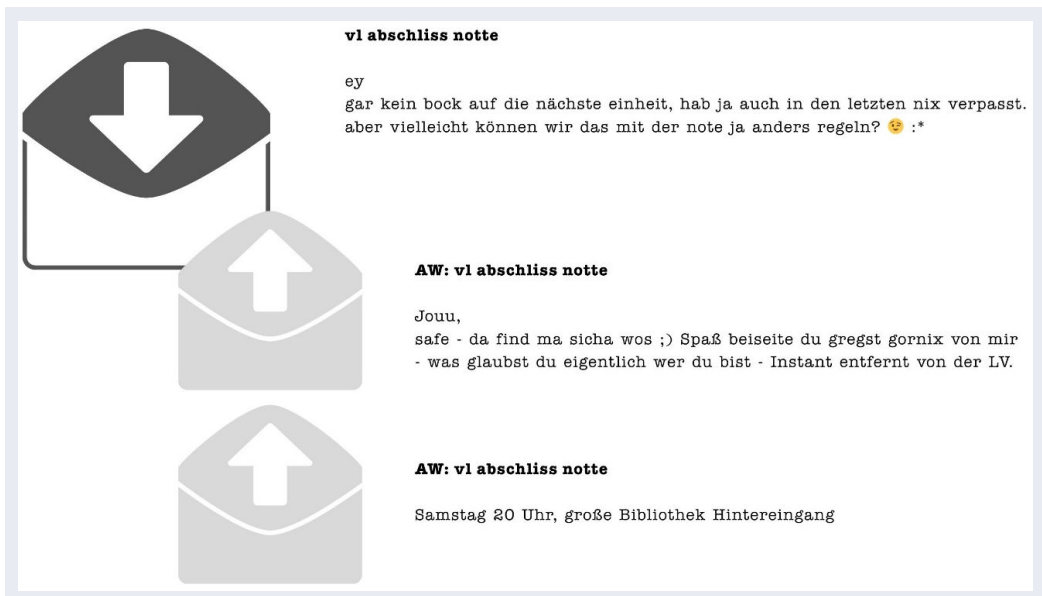 vl abschliss notte
ey
gar kein bock auf die nächste einheit, hab ja auch in den letzten nix verpasst.
aber vielleicht können wir das mit der note ja anders regeln? 😉 :*
AW: vl abschliss notte
Jouu,
safe - da find ma sicha wos ;) Spaß beiseite du gregst gornix von mir
- was glaubst du eigentlich wer du bist - Instant entfernt von der LV.
AW: vl abschliss notte
Samstag 20 Uhr, große Bibliothek Hintereingang